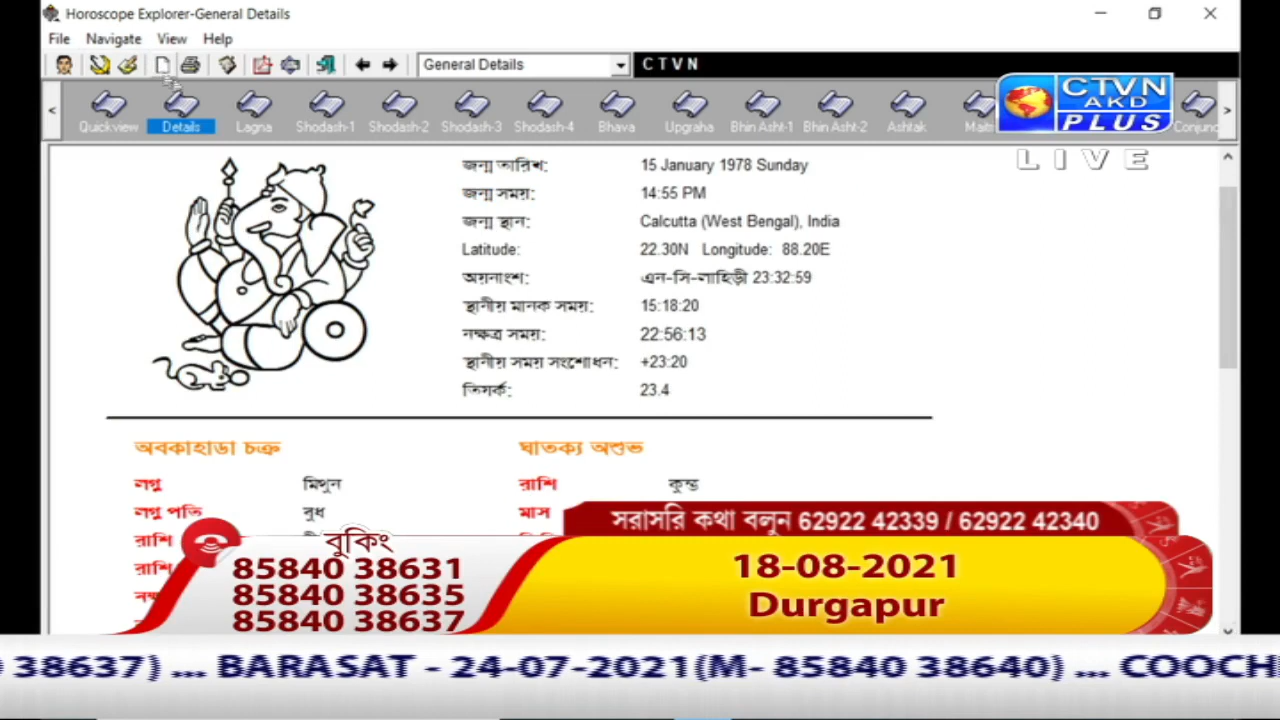 Horoscope Explorer-General Details
File Navigate View Help
General Details
CTVN
Quickview Details Lagna Shodash-1 Shodash-2 Shodash-3 Shodash-4 Bhava Upgraha Bhin Asht-1 Bhin Asht-2 Ashtak
CTVN
AKD
PLUS
LIVE
জন্ম তারিখ: 15 January 1978 Sunday
জন্ম সময়: 14:55 PM
জন্ম স্থান: Calcutta (West Bengal), India
Latitude: 22.30N Longitude: 88.20E
অয়নাংশ: এন-সি-লাহিড়ী 23:32:59
স্থানীয় মানক সময়: 15:18:20
নক্ষত্র সময়: 22:56:13
স্থানীয় সময় সংশোধন: +23:20
তির্সক: 23.4
অবকাহাডা চক্র ঘাতক্য অশুভ
লগ্ন মিথুন রাশি কুম্ভ
লগ্ন পতি বুধ মাস
রাশি
রাশি
সরাসরি কথা বলুন 62922 42339 / 62922 42340
বুকিং
85840 38631
85840 38635
85840 38637
18-08-2021
Durgapur
38637) ... BARASAT - 24-07-2021(M- 85840 38640) ... COOCH